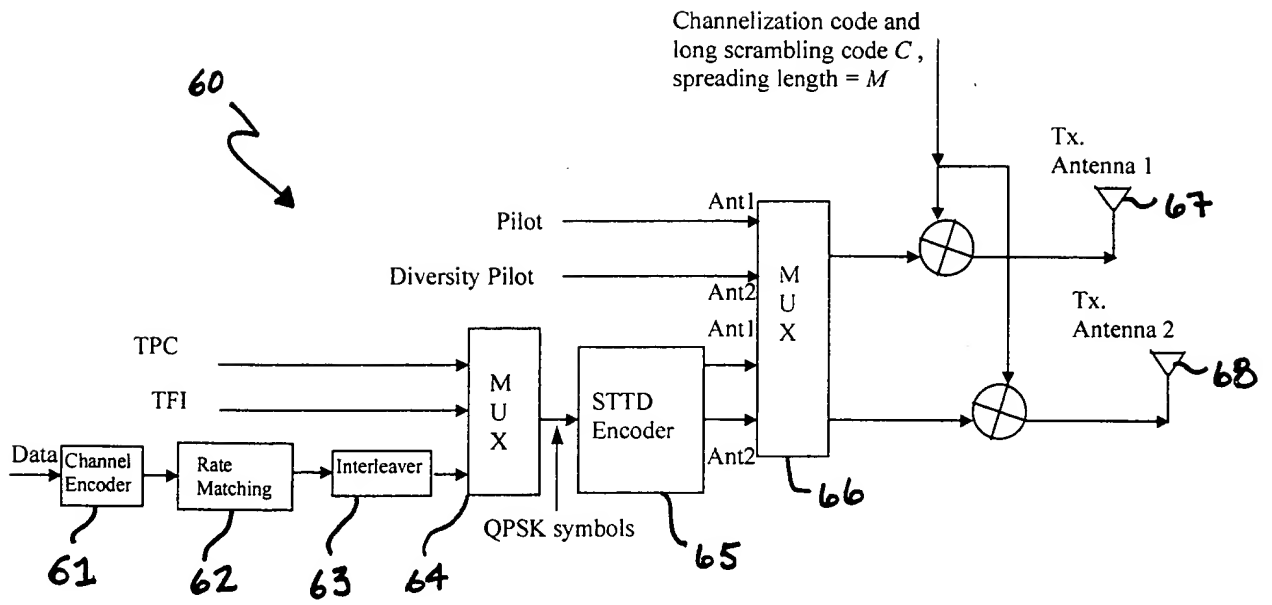 Channelization code and
long scrambling code C ,
spreading length = M
60
Tx.
Antenna 1
67
Ant1
Pilot
Diversity Pilot
Ant2
MUX
Tx.
Antenna 2
68
Ant1
TPC
TFI
MUX
STTD
Encoder
Ant2
Data
Channel
Encoder
Rate
Matching
Interleaver
QPSK symbols
61
62
63
64
65
66